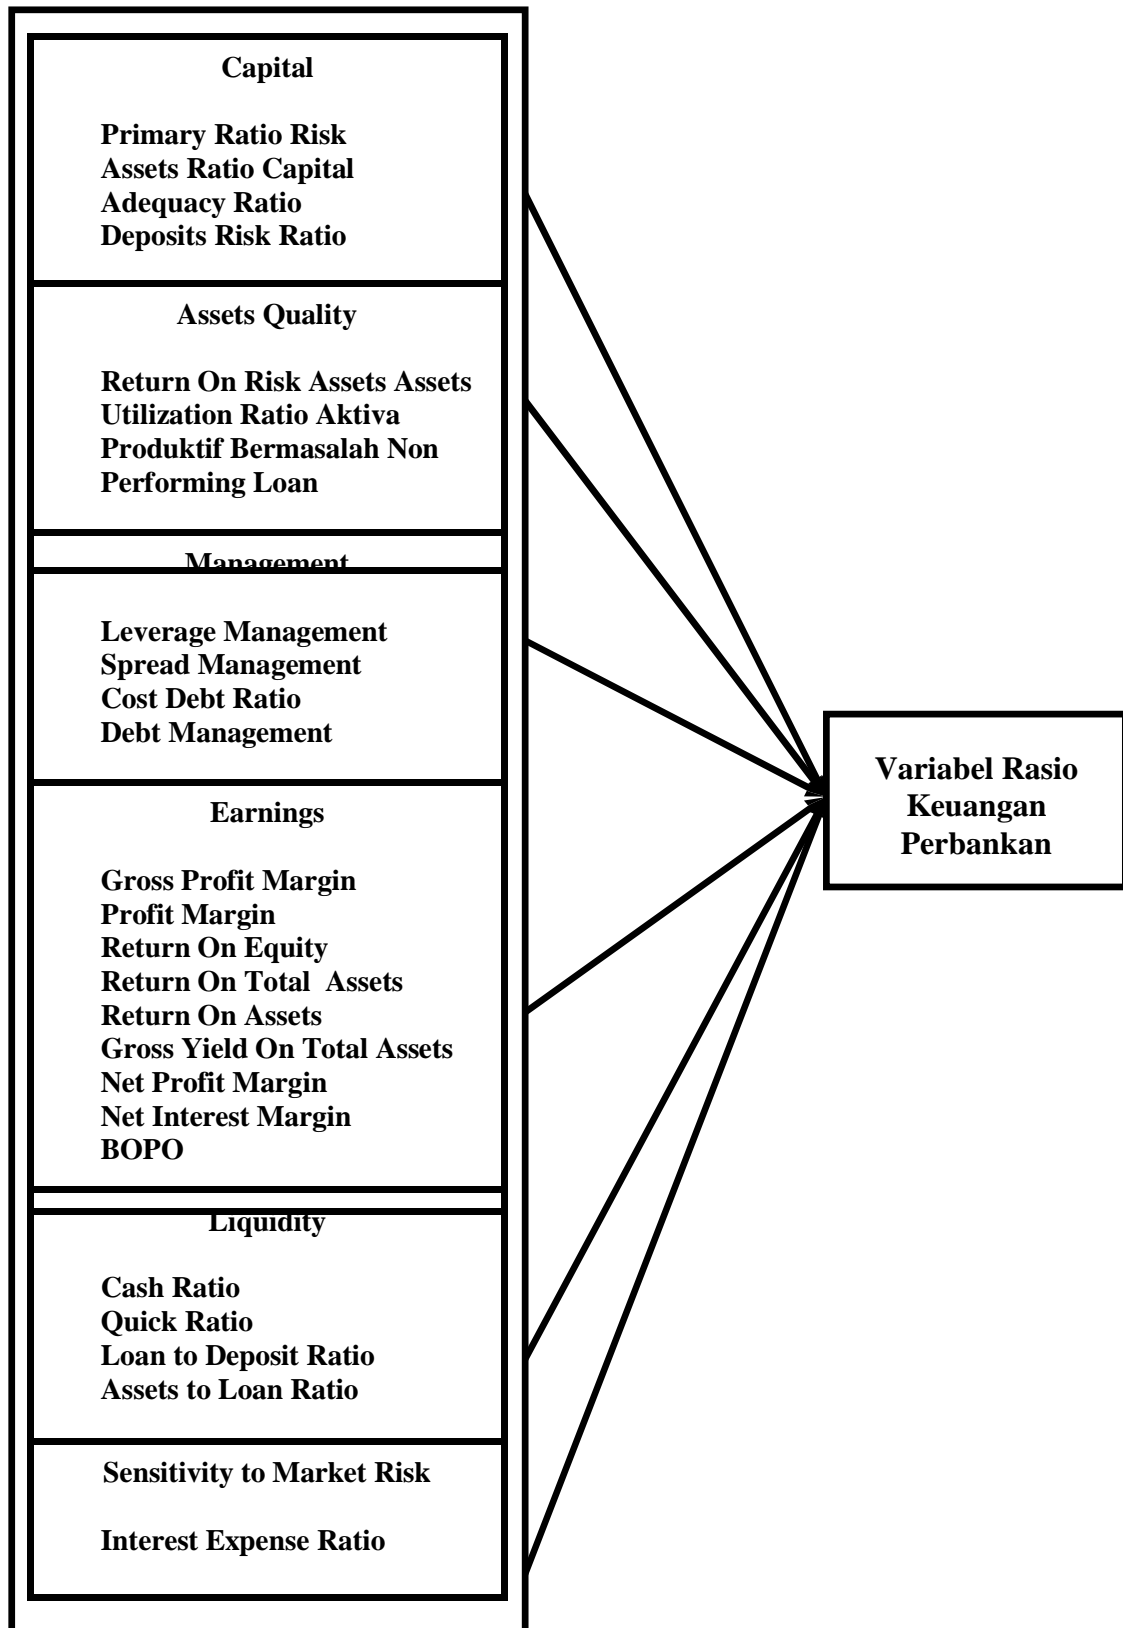 Capital
Primary Ratio Risk
Assets Ratio Capital
Adequacy Ratio
Deposits Risk Ratio
Assets Quality
Return On Risk Assets Assets
Utilization Ratio Aktiva
Produktif Bermasalah Non
Performing Loan
Management
Leverage Management
Spread Management
Cost Debt Ratio
Debt Management
Earnings
Gross Profit Margin
Profit Margin
Return On Equity
Return On Total Assets
Return On Assets
Gross Yield On Total Assets
Net Profit Margin
Net Interest Margin
BOPO
Liquidity
Cash Ratio
Quick Ratio
Loan to Deposit Ratio
Assets to Loan Ratio
Sensitivity to Market Risk
Interest Expense Ratio
Variabel Rasio
Keuangan
Perbankan